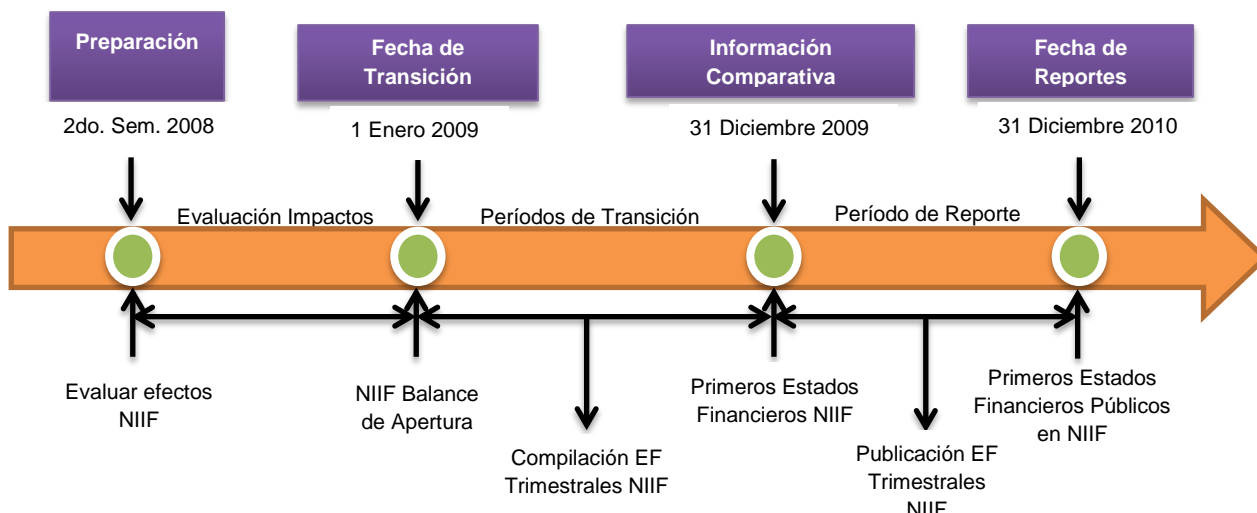 Preparación
Fecha de
Transición
Información
Comparativa
Fecha de
Reportes
2do. Sem. 2008
1 Enero 2009
31 Diciembre 2009
31 Diciembre 2010
Evaluación Impactos
Períodos de Transición
Período de Reporte
Evaluar efectos
NIIF
NIIF Balance
de Apertura
Primeros Estados
Financieros NIIF
Primeros Estados
Financieros Públicos
en NIIF
Compilación EF
Trimestrales NIIF
Publicación EF
Trimestrales
NIIF